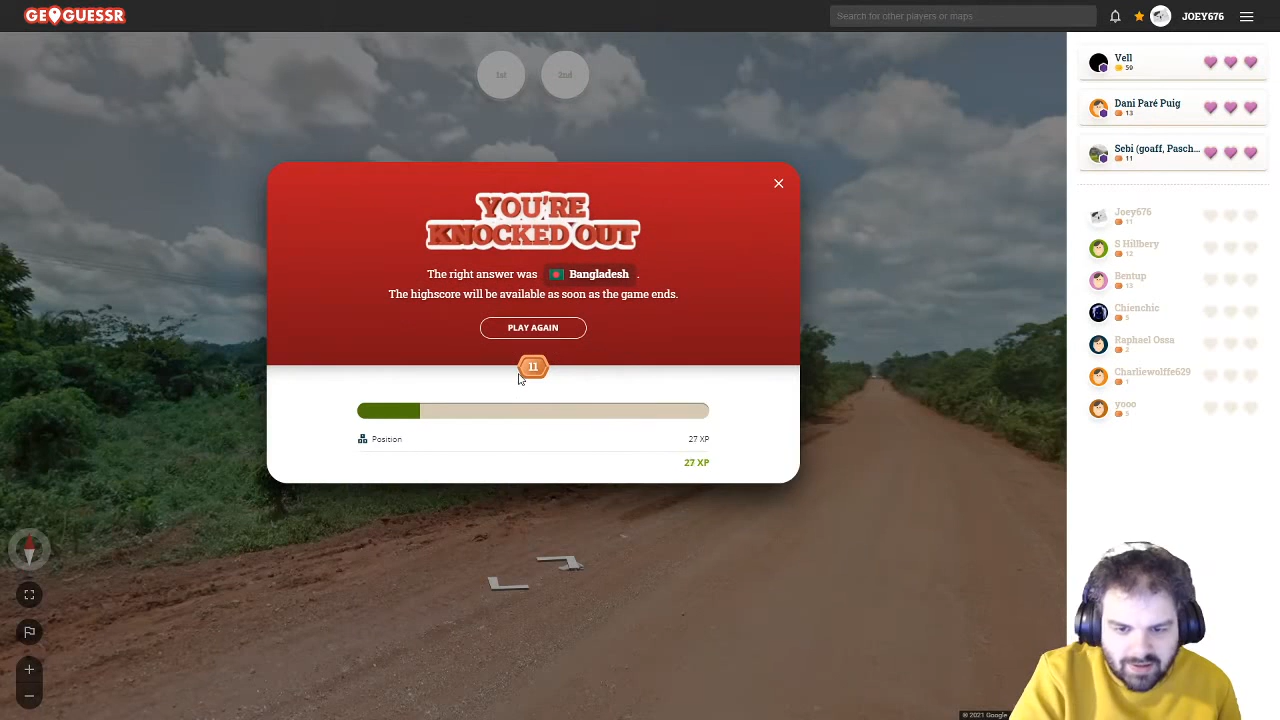 GEOGUESSR
Search for other players or maps
JOEY676
1st
2nd
Vell
59
Dani Paré Puig
13
Sebi (goaff, Pasch...
11
Joey676
11
S Hillbery
12
Bentup
13
Chienchic
5
Raphael Ossa
2
Charliewolffe629
1
yooo
5
YOU'RE
KNOCKED OUT
The right answer was Bangladesh .
The highscore will be available as soon as the game ends.
PLAY AGAIN
11
Position 27 XP
27 XP
© 2021 Google